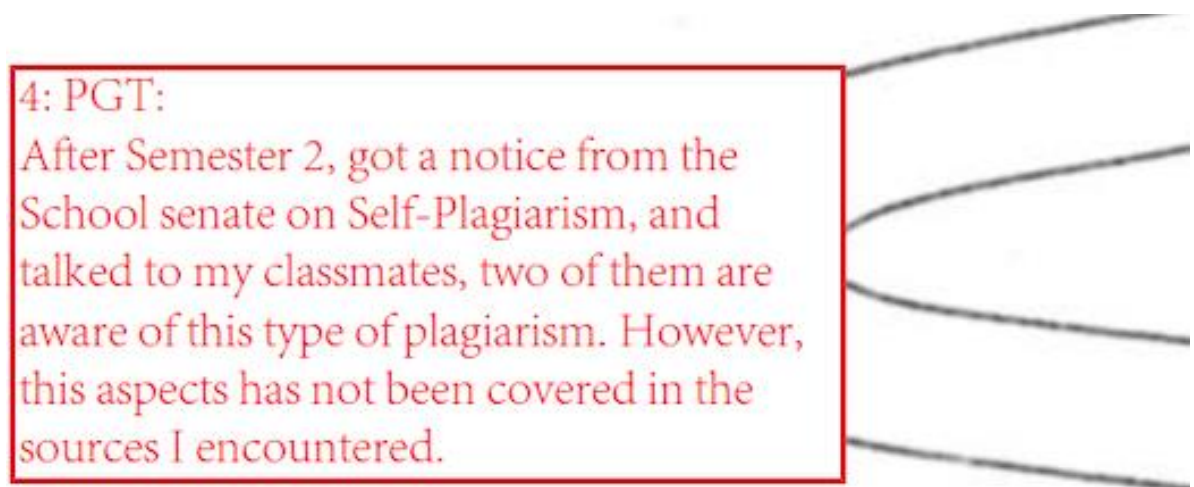 4: PGT:
After Semester 2, got a notice from the
School senate on Self-Plagiarism, and
talked to my classmates, two of them are
aware of this type of plagiarism. However,
this aspects has not been covered in the
sources I encountered.